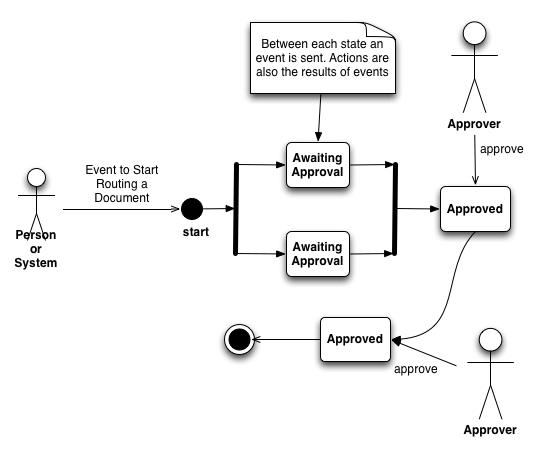 Between each state an
event is sent. Actions are
also the results of events
Approver
approve
Event to Start
Routing a
Document
Awaiting
Approval
Approved
start
Person
or
System
Awaiting
Approval
Approved
approve
Approver